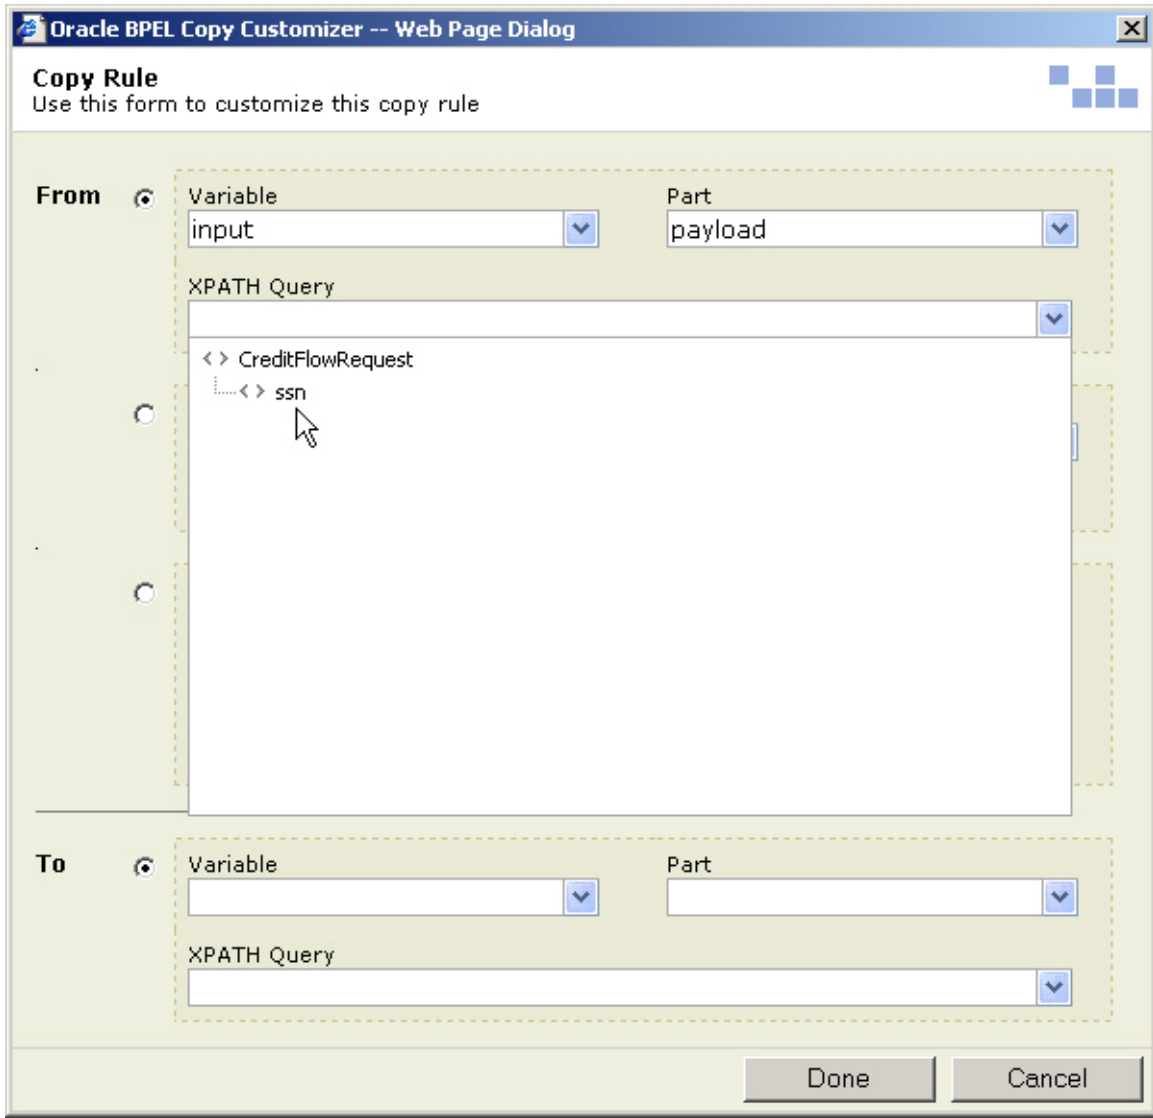 Oracle BPEL Copy Customizer -- Web Page Dialog
Copy Rule
Use this form to customize this copy rule
From
Variable
Part
input
payload
XPATH Query
< > CreditFlowRequest
< > ssn
To
Variable
Part
XPATH Query
Done
Cancel